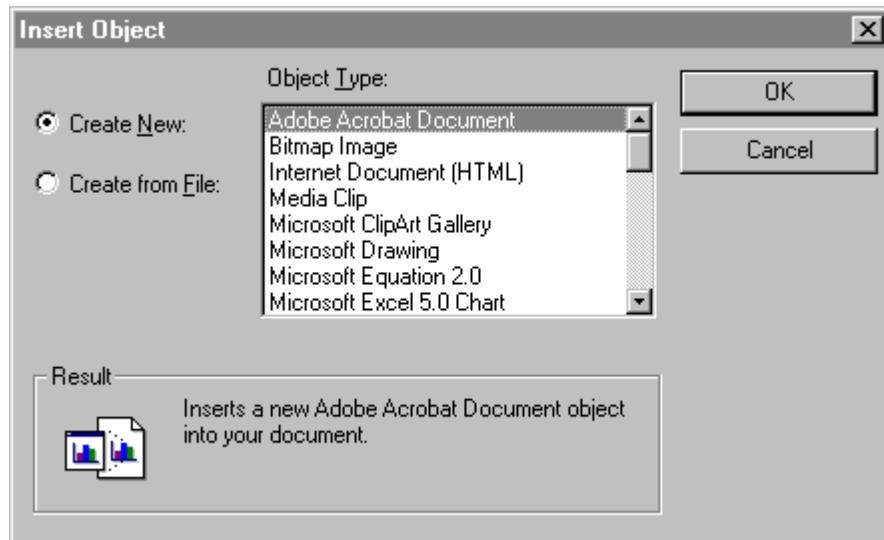 Insert Object
Object Type:
Create New:
Create from File:
Adobe Acrobat Document
Bitmap Image
Internet Document (HTML)
Media Clip
Microsoft ClipArt Gallery
Microsoft Drawing
Microsoft Equation 2.0
Microsoft Excel 5.0 Chart
OK
Cancel
Result
Inserts a new Adobe Acrobat Document object
into your document.